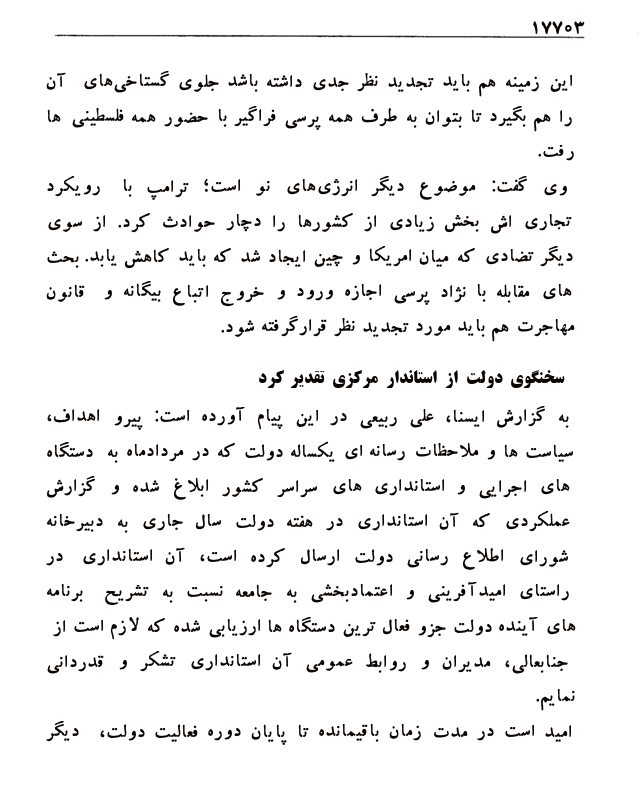 ۱۷۷۰۳
این زمینه هم باید تجدید نظر جدی داشته باشد جلوی گستاخی‌های آن
را هم بگیرد تا بتوان به طرف همه پرسی فراگیر با حضور همه فلسطینی ها
رفت.
وی گفت: موضوع دیگر انرژی‌های نو است؛ ترامپ با رویکرد
تجاری اش بخش زیادی از کشورها را دچار حوادث کرد. از سوی
دیگر تضادی که میان امریکا و چین ایجاد شد که باید کاهش یابد. بحث
های مقابله با نژاد پرسی اجازه ورود و خروج اتباع بیگانه و قانون
مهاجرت هم باید مورد تجدید نظر قرارگرفته شود.
سخنگوی دولت از استاندار مرکزی تقدیر کرد
به گزارش ایسنا، علی ربیعی در این پیام آورده است: پیرو اهداف،
سیاست ها و ملاحظات رسانه ای یکساله دولت که در مردادماه به دستگاه
های اجرایی و استانداری های سراسر کشور ابلاغ شده و گزارش
عملکردی که آن استانداری در هفته دولت سال جاری به دبیرخانه
شورای اطلاع رسانی دولت ارسال کرده است، آن استانداری در
راستای امیدآفرینی و اعتمادبخشی به جامعه نسبت به تشریح برنامه
های آینده دولت جزو فعال ترین دستگاه ها ارزیابی شده که لازم است از
جنابعالی، مدیران و روابط عمومی آن استانداری تشکر و قدردانی
نمایم.
امید است در مدت زمان باقیمانده تا پایان دوره فعالیت دولت، دیگر